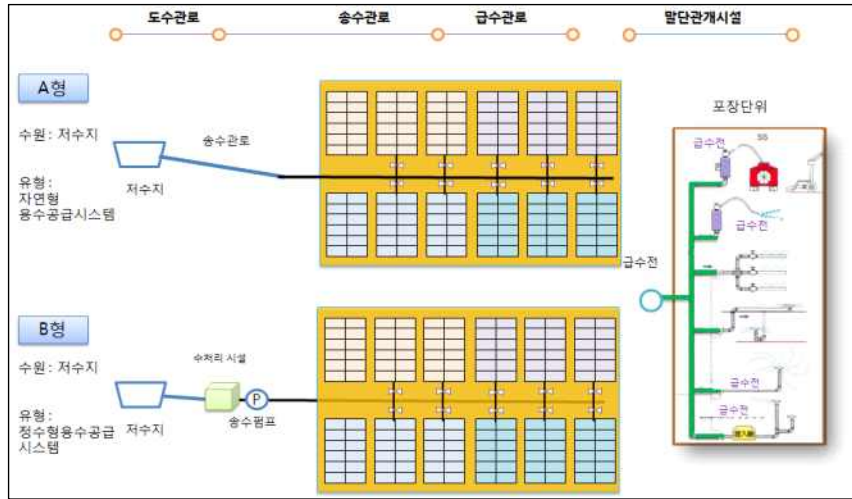 도수관로
송수관로
급수관로
말단관개시설
A형
수원 : 저수지
유형 :
자연형
용수공급시스템
저수지
송수관로
포장단위
SS
급수전
급수전
급수전
급수전
급수전
B형
수원 : 저수지
유형 :
정수형용수공급
시스템
저수지
수처리 시설
P
송수펌프